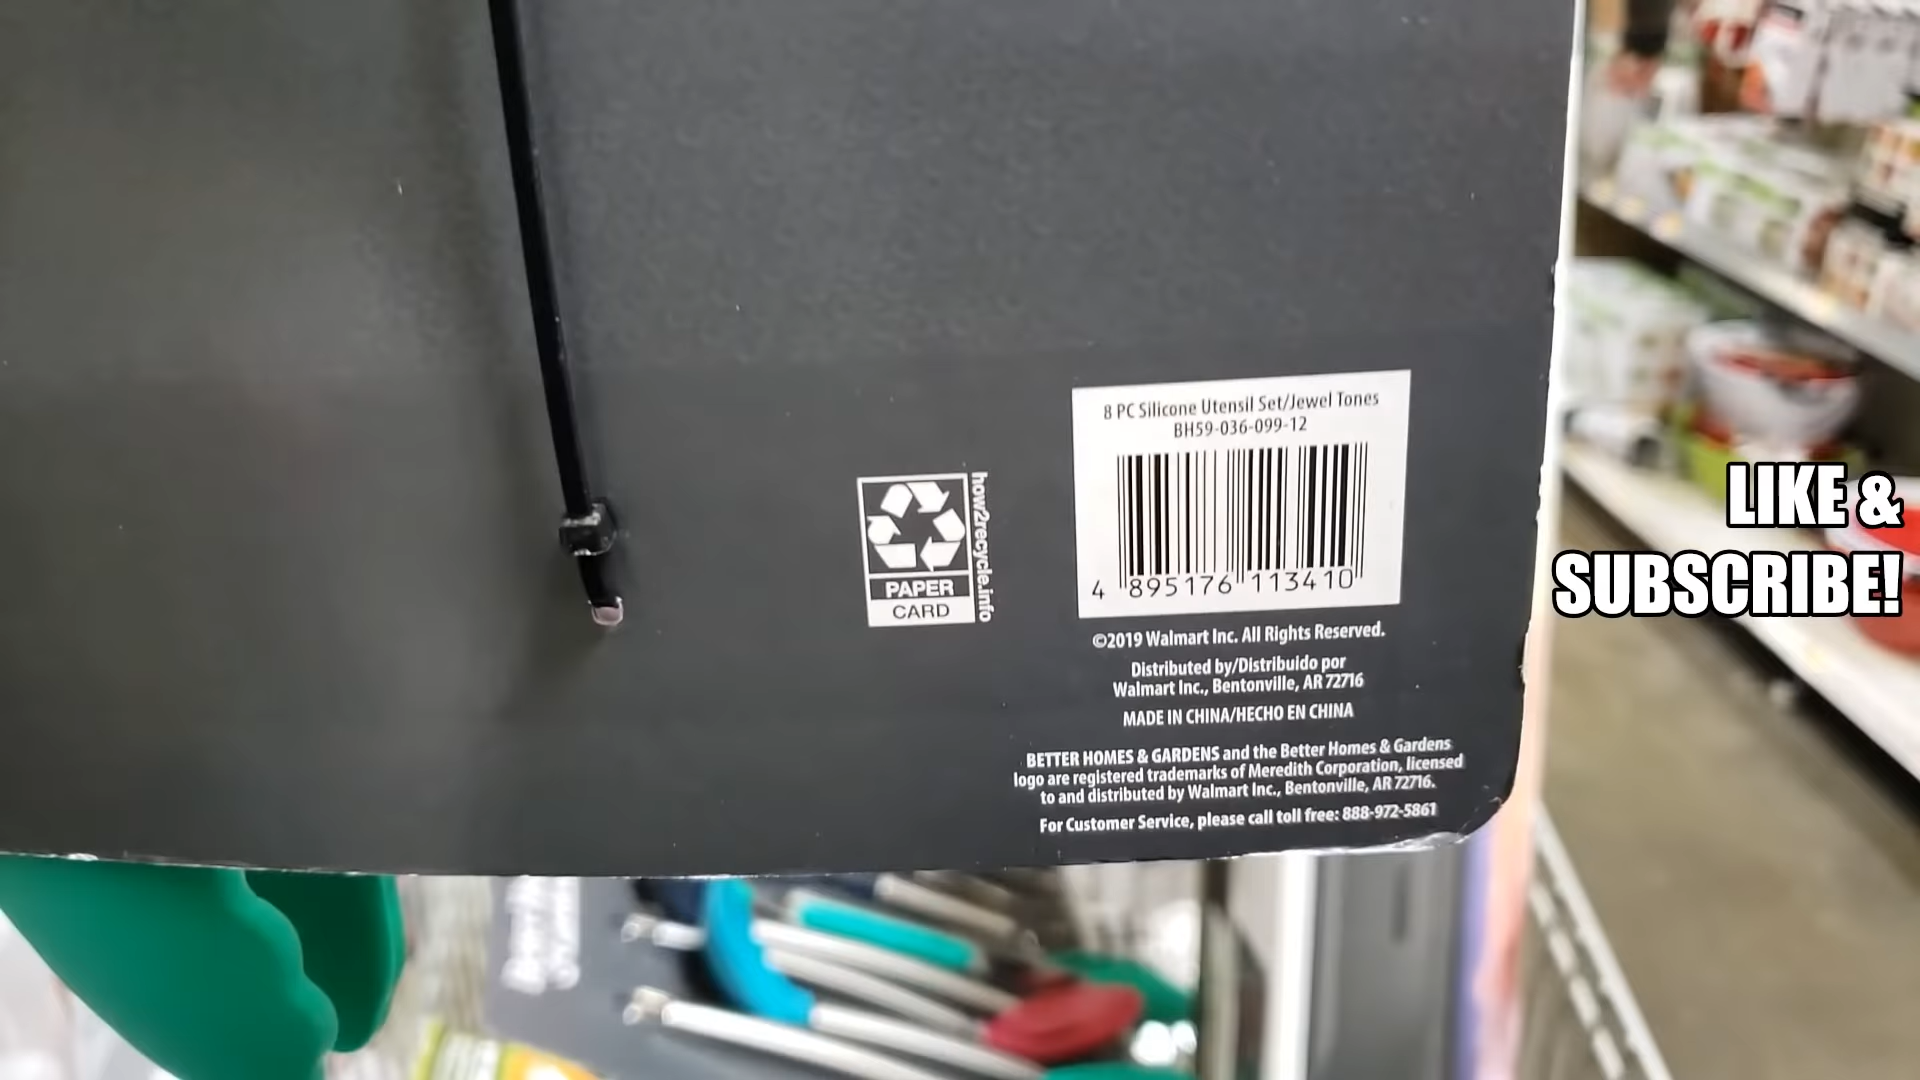 8 PC Silicone Utensil Set/Jewel Tones
BH59-036-099-12
4 895176 113410
how2recycle.info
PAPER
CARD
©2019 Walmart Inc. All Rights Reserved.
Distributed by/Distribuido por
Walmart Inc., Bentonville, AR 72716
MADE IN CHINA/HECHO EN CHINA
BETTER HOMES & GARDENS and the Better Homes & Gardens
logo are registered trademarks of Meredith Corporation, licensed
to and distributed by Walmart Inc., Bentonville, AR 72716.
For Customer Service, please call toll free: 888-972-5861
LIKE &
SUBSCRIBE!